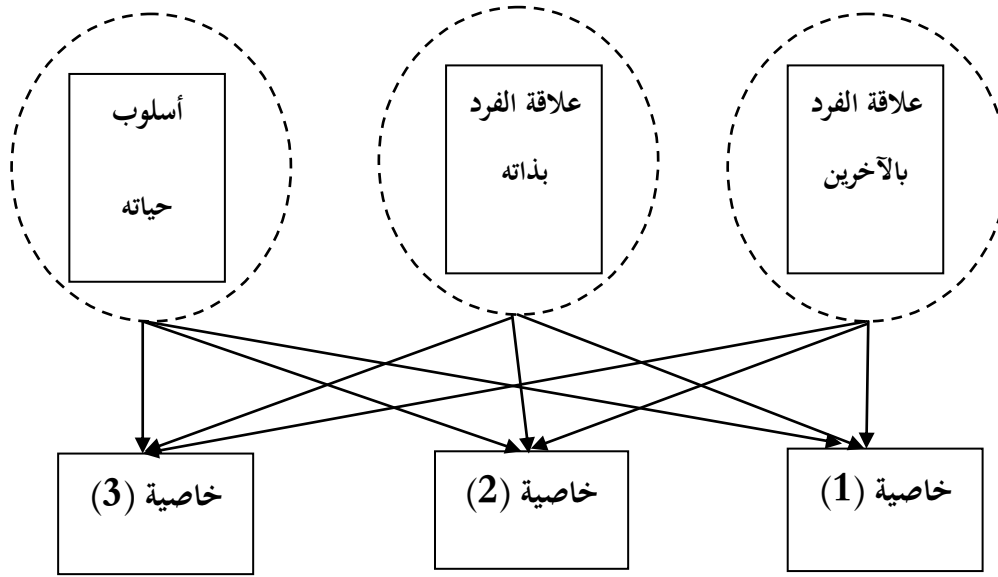 علاقة الفرد
بالآخرين
علاقة الفرد
بذاته
أسلوب
حياته
خاصية (1)
خاصية (2)
خاصية (3)